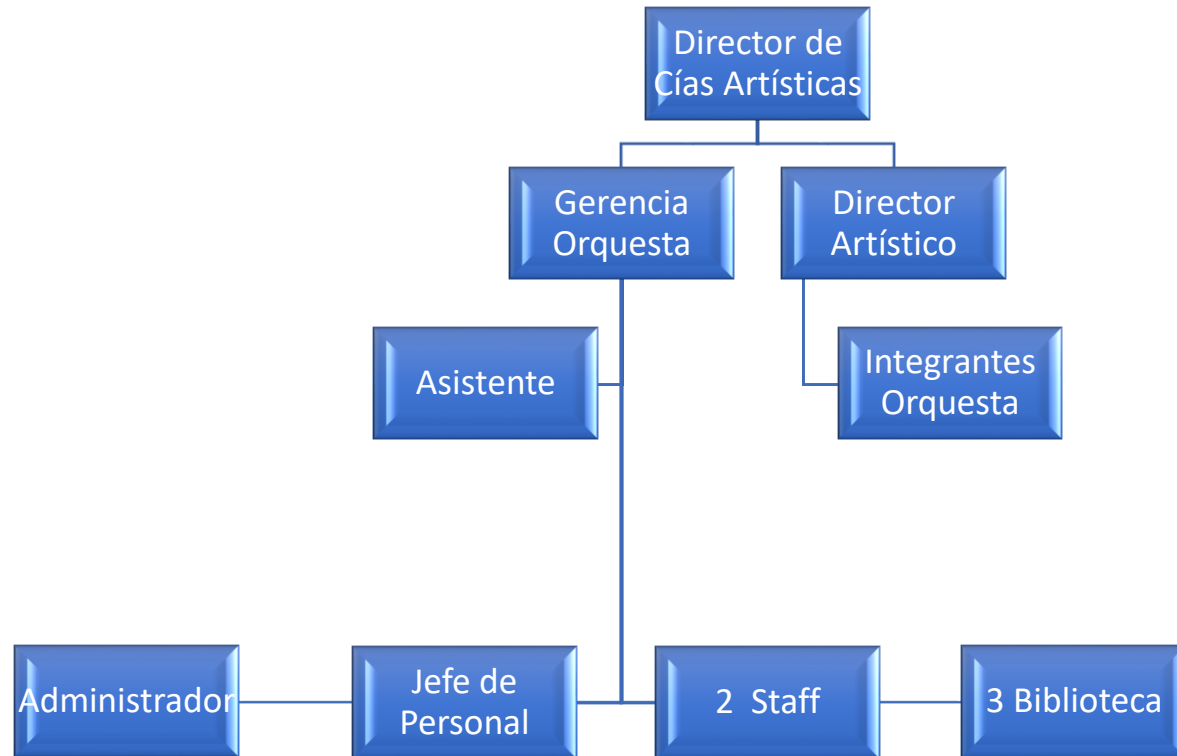 Director de
Cías Artísticas
Gerencia
Orquesta
Director
Artístico
Asistente
Integrantes
Orquesta
Administrador
Jefe de
Personal
2 Staff
3 Biblioteca